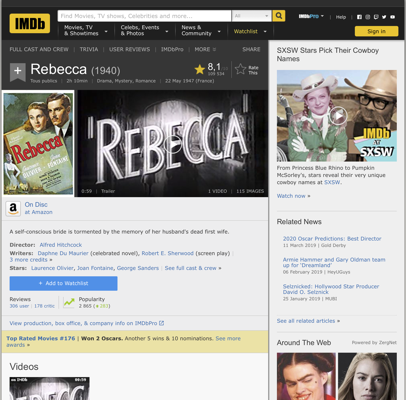 IMDb
Find Movies, TV shows, Celebrities and more...
All
IMDbPro
Help
Movies, TV
& Showtimes
Celebs, Events
& Photos
News &
Community
Watchlist
Sign in
FULL CAST AND CREW | TRIVIA | USER REVIEWS | IMDbPro | MORE
SHARE
Rebecca (1940)
Tous publics | 2h 10min | Drama, Mystery, Romance | 22 May 1947 (France)
8,1
Rate
This
Rebecca
REBECCA
0:59 | Trailer
1 VIDEO | 115 IMAGES
a
On Disc
at Amazon
A self-conscious bride is tormented by the memory of her husband's dead first wife.
Director: Alfred Hitchcock
Writers: Daphne Du Maurier (celebrated novel), Robert E. Sherwood (screen play) |
3 more credits »
Stars: Laurence Olivier, Joan Fontaine, George Sanders | See full cast & crew »
+ Add to Watchlist
Reviews
306 user | 178 critic
Popularity
View production, box office, & company info on IMDbPro
Top Rated Movies #176 | Won 2 Oscars. Another 5 wins & 10 nominations. See more
awards »
Videos
SXSW Stars Pick Their Cowboy
Names
IMDb
AT
SXSW
From Princess Blue Rhino to Pumpkin
McSorley's, stars reveal their very unique
cowboy names at SXSW.
Watch now »
Related News
2020 Oscar Predictions: Best Director
11 March 2019 | Gold Derby
Armie Hammer and Gary Oldman team
up for 'Dreamland'
06 February 2019 | HeyUGuys
Selznicked: Hollywood Super Producer
David O. Selznick
25 January 2019 | MUBI
See all related articles »
Around The Web
Powered by ZergNet